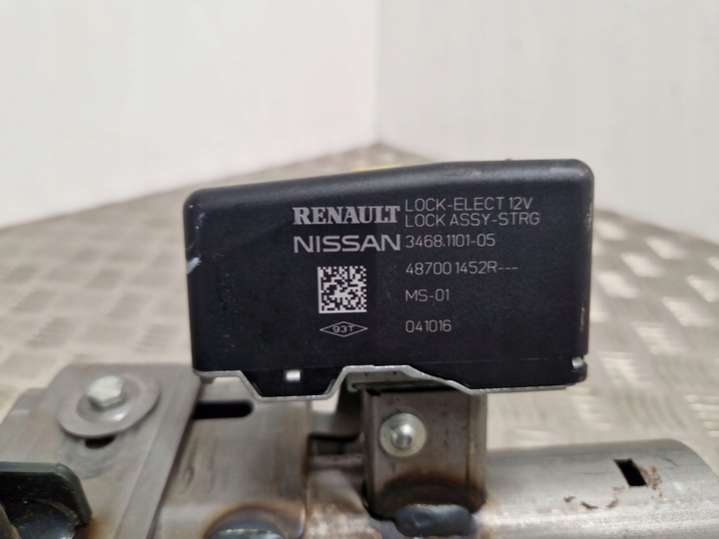 RENAULT LOCK-ELECT 12V
LOCK ASSY-STRG
NISSAN 3468.1101-05
487001452R---
MS-01
93T 041016